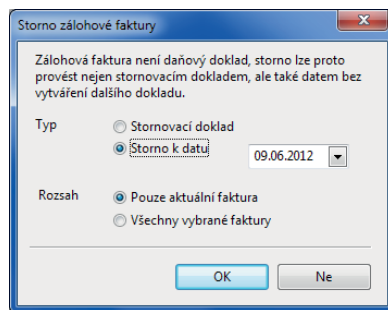 Storno zálohové faktury
Zálohová faktura není daňový doklad, storno lze proto
provést nejen stornovacím dokladem, ale také datem bez
vytváření dalšího dokladu.
Typ
Stornovací doklad
Storno k datu
09.06.2012
Rozsah
Pouze aktuální faktura
Všechny vybrané faktury
OK
Ne